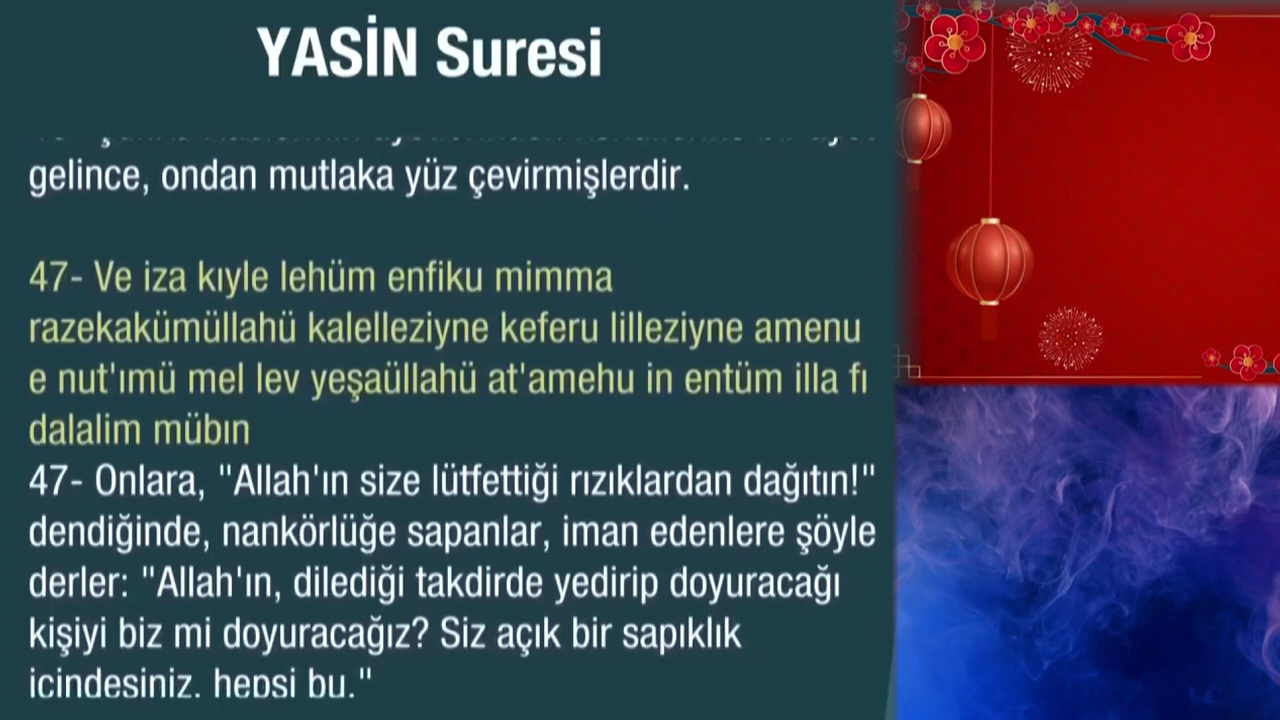 YASİN Suresi
gelince, ondan mutlaka yüz çevirmişlerdir.
47- Ve iza kıyle lehüm enfiku mimma
razekakümüllahü kalelleziyne keferu lilleziyne amenu
e nut'ımü mel lev yeşaüllahü at'amehu in entüm illa fı
dalalim mübın
47- Onlara, "Allah'ın size lütfettiği rızıklardan dağıtın!"
dendiğinde, nankörlüğe sapanlar, iman edenlere şöyle
derler: "Allah'ın, dilediği takdirde yedirip doyuracağı
kişiyi biz mi doyuracağız? Siz açık bir sapıklık
içindesiniz, hepsi bu."